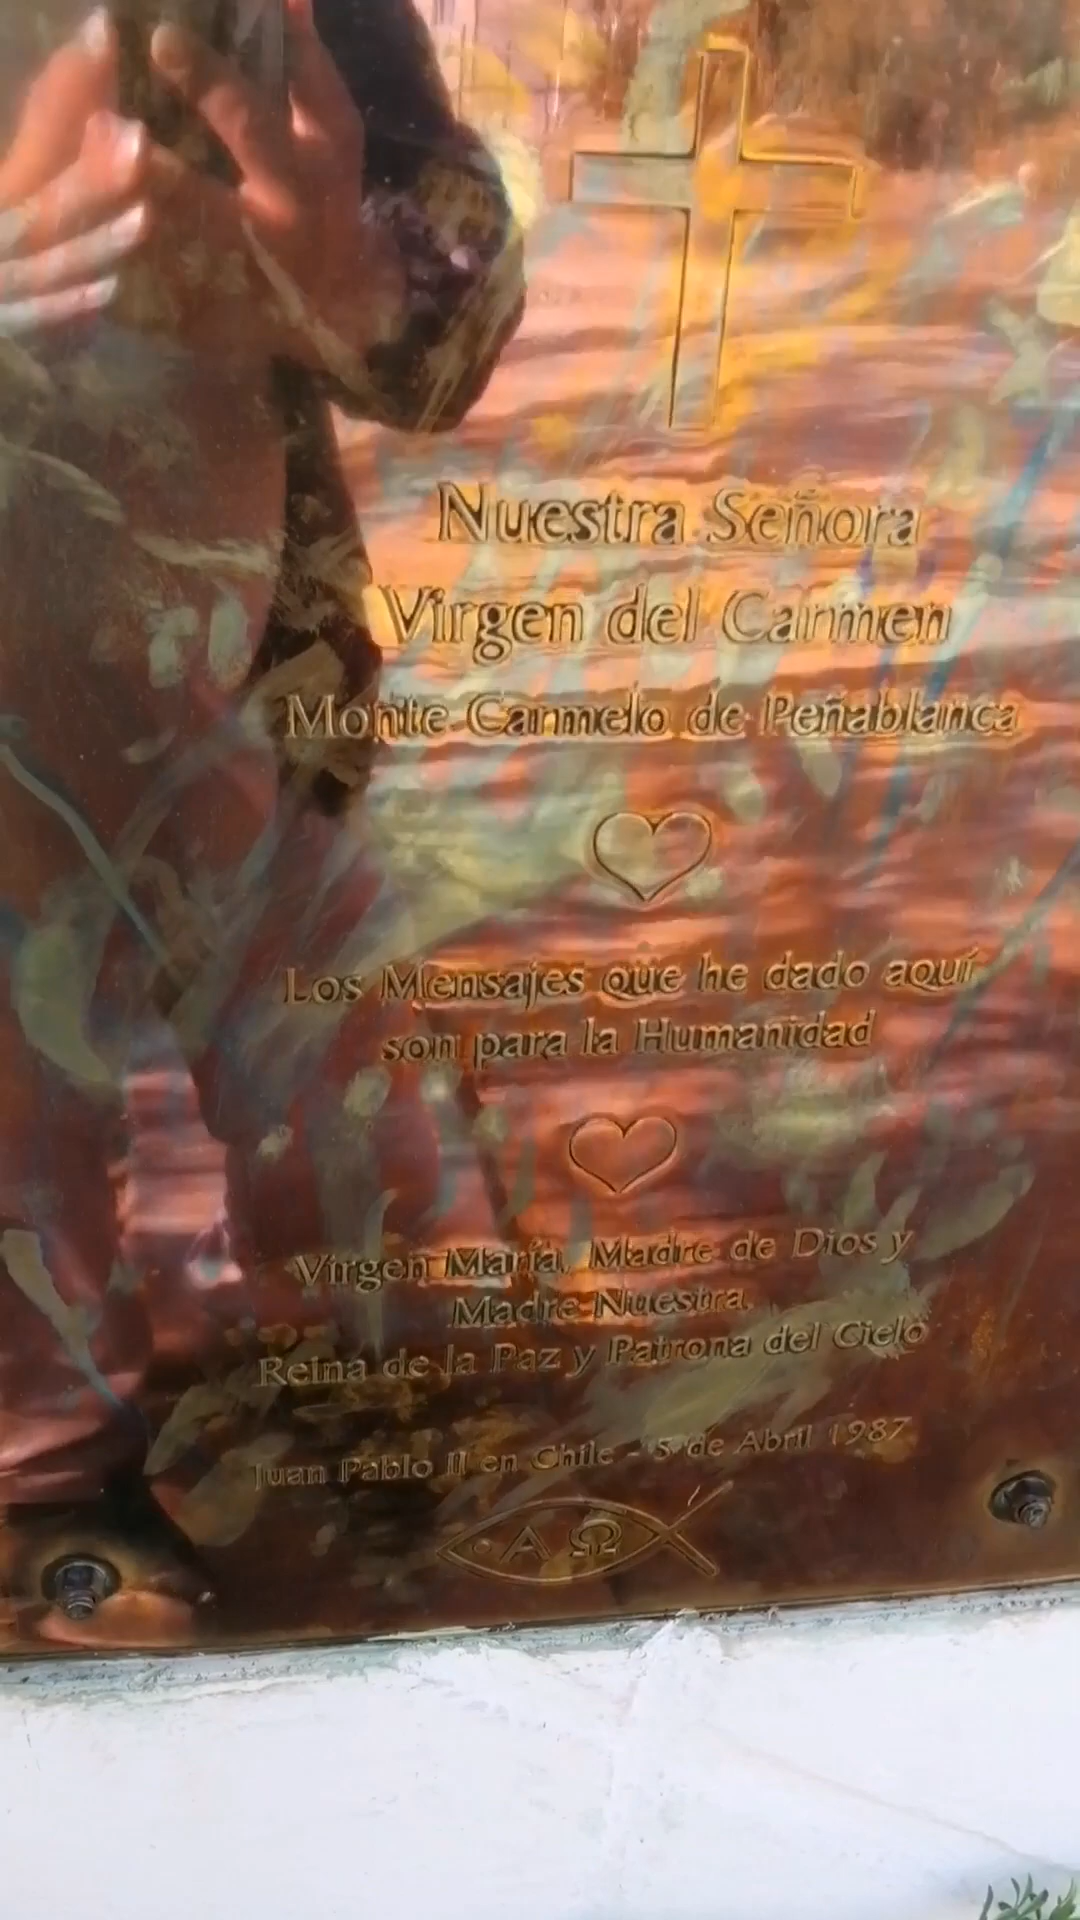 Nuestra Señora
Virgen del Carmen
Monte Carmelo de Peñablanca
Los Mensajes que he dado aquí
son para la Humanidad
Virgen María, Madre de Dios y
Madre Nuestra
Reina de la Paz y Patrona del Cielo
Juan Pablo II en Chile - 5 de Abril 1987
Α Ω